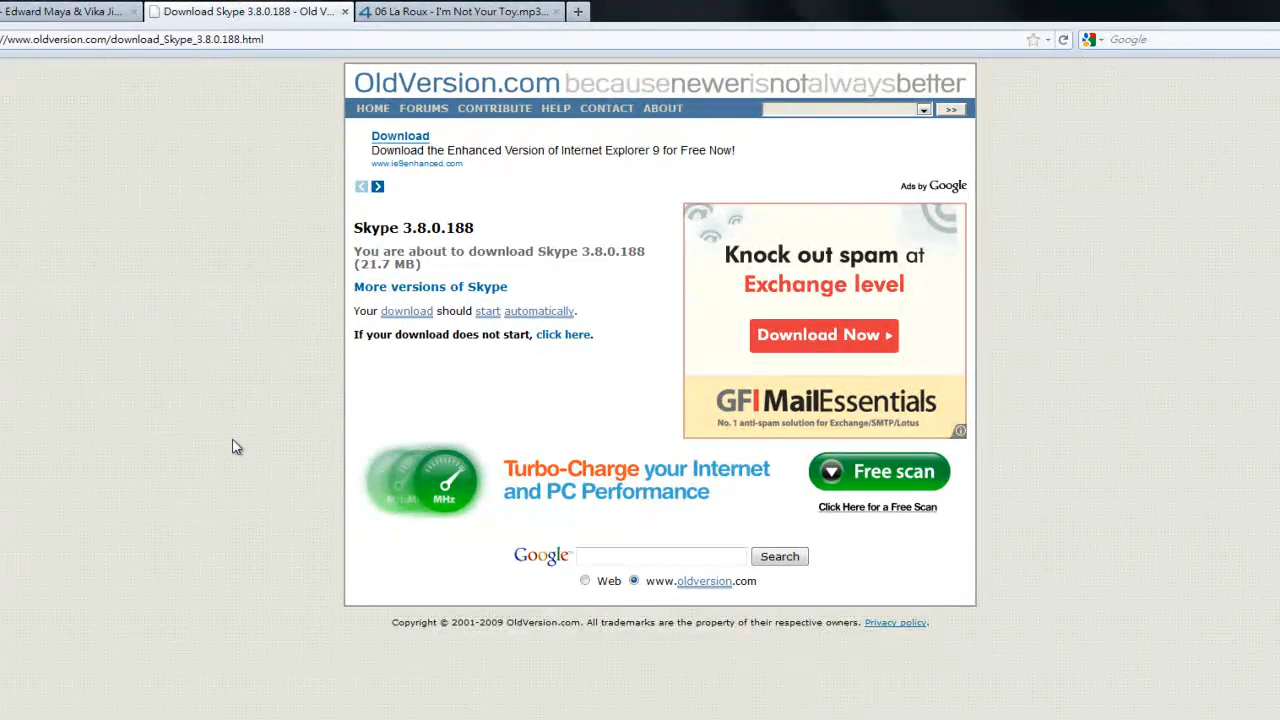 - Edward Maya & Vika Ji...
Download Skype 3.8.0.188 - Old V...
06 La Roux - I'm Not Your Toy.mp3...
//www.oldversion.com/download_Skype_3.8.0.188.html
Google
OldVersion.com becausenewerisnotalwaysbetter
HOME FORUMS CONTRIBUTE HELP CONTACT ABOUT
>>
Download
Download the Enhanced Version of Internet Explorer 9 for Free Now!
www.ie9enhanced.com
Ads by Google
Skype 3.8.0.188
You are about to download Skype 3.8.0.188
(21.7 MB)
More versions of Skype
Your download should start automatically.
If your download does not start, click here.
Knock out spam at
Exchange level
Download Now
GFI MailEssentials
No. 1 anti-spam solution for Exchange/SMTP/Lotus
MHz
Turbo-Charge your Internet
and PC Performance
Free scan
Click Here for a Free Scan
Google
Search
Web
www.oldversion.com
Copyright © 2001-2009 OldVersion.com. All trademarks are the property of their respective owners. Privacy policy.